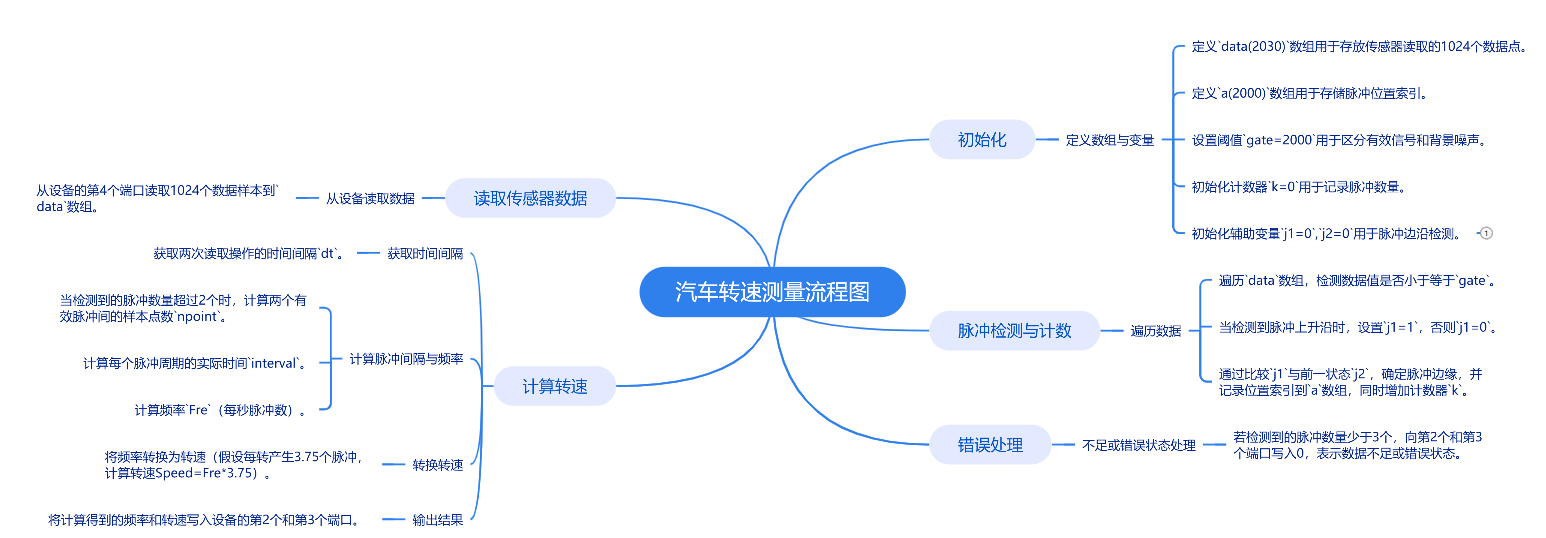 汽车转速测量流程图
初始化
定义数组与变量
定义`data(2030)`数组用于存放传感器读取的1024个数据点。
定义`a(2000)`数组用于存储脉冲位置索引。
设置阈值`gate=2000`用于区分有效信号和背景噪声。
初始化计数器`k=0`用于记录脉冲数量。
初始化辅助变量`j1=0`,`j2=0`用于脉冲边沿检测。
1
脉冲检测与计数
遍历数据
遍历`data`数组，检测数据值是否小于等于`gate`。
当检测到脉冲上升沿时，设置`j1=1`，否则`j1=0`。
通过比较`j1`与前一状态`j2`，确定脉冲边缘，并
记录位置索引到`a`数组，同时增加计数器`k`。
错误处理
不足或错误状态处理
若检测到的脉冲数量少于3个，向第2个和第3
个端口写入0，表示数据不足或错误状态。
读取传感器数据
从设备读取数据
从设备的第4个端口读取1024个数据样本到`
data`数组。
计算转速
获取时间间隔
获取两次读取操作的时间间隔`dt`。
计算脉冲间隔与频率
当检测到的脉冲数量超过2个时，计算两个有
效脉冲间的样本点数`npoint`。
计算每个脉冲周期的实际时间`interval`。
计算频率`Fre`（每秒脉冲数）。
转换转速
将频率转换为转速（假设每转产生3.75个脉冲，
计算转速Speed=Fre*3.75）。
输出结果
将计算得到的频率和转速写入设备的第2个和第3个端口。